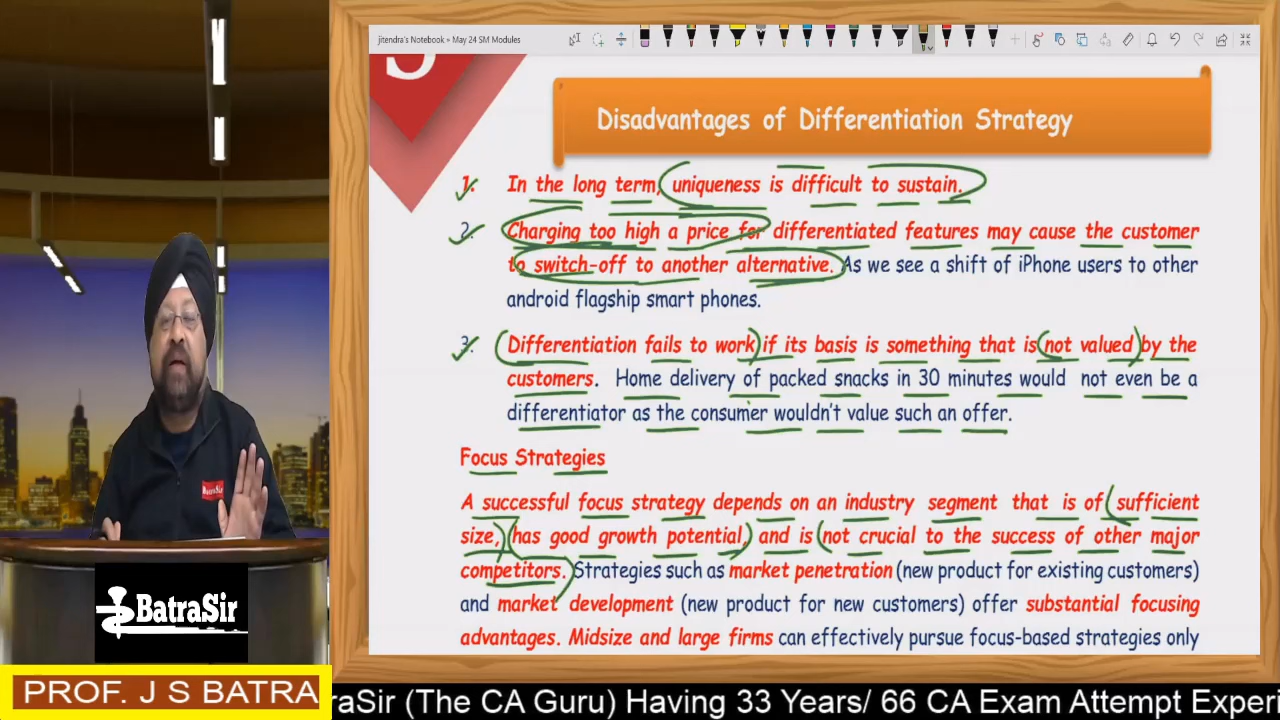 jitendra's Notebook » May 24 SM Modules
Disadvantages of Differentiation Strategy
1. In the long term, uniqueness is difficult to sustain.
2. Charging too high a price for differentiated features may cause the customer
to switch-off to another alternative. As we see a shift of iPhone users to other
android flagship smart phones.
3. Differentiation fails to work if its basis is something that is not valued by the
customers. Home delivery of packed snacks in 30 minutes would not even be a
differentiator as the consumer wouldn't value such an offer.
Focus Strategies
A successful focus strategy depends on an industry segment that is of sufficient
size, has good growth potential, and is not crucial to the success of other major
competitors. Strategies such as market penetration (new product for existing customers)
and market development (new product for new customers) offer substantial focusing
advantages. Midsize and large firms can effectively pursue focus-based strategies only
BatraSir
BatraSir
PROF. J S BATRA
traSir (The CA Guru) Having 33 Years/ 66 CA Exam Attempt Experi